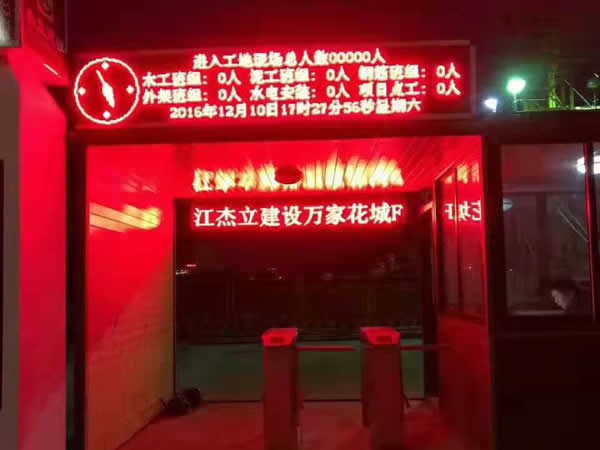 进入工地现场总人数00000人
木工班组：0人 泥工班组：0人 钢筋班组：0人
外架班组：0人 水电安装：0人 项目点工：0人
2016年12月10日17时27分56秒星期六
江杰立建设万家花城F